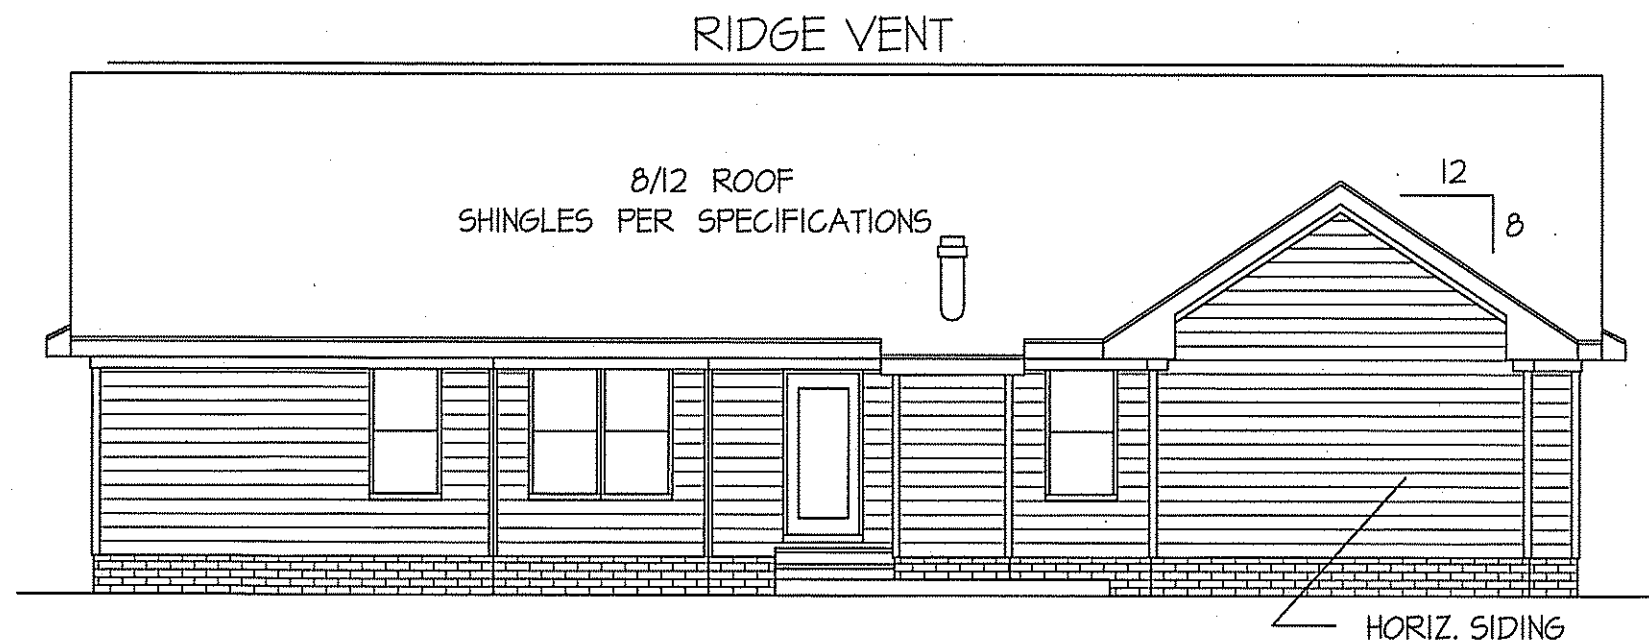 RIDGE VENT
8/12 ROOF
SHINGLES PER SPECIFICATIONS
12
8
HORIZ. SIDING